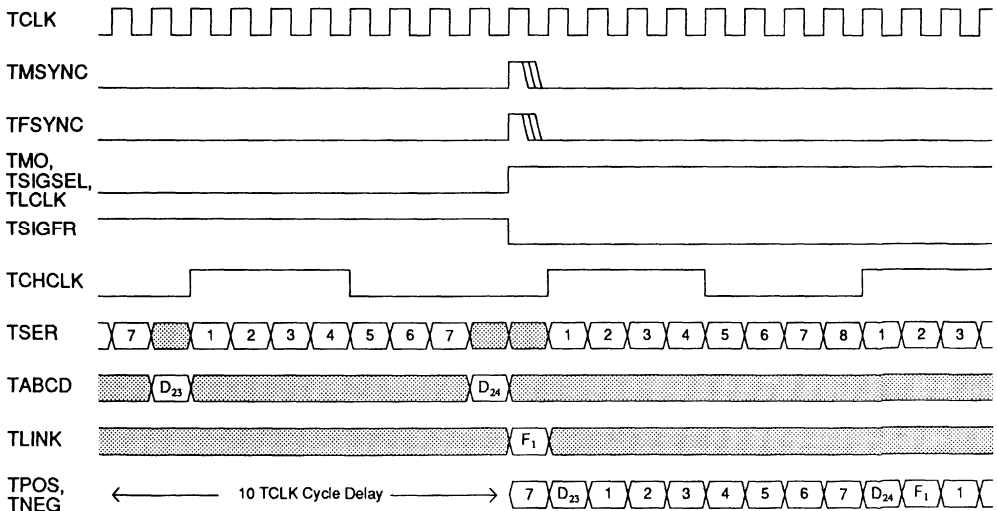 TCLK
TMSYNC
TFSYNC
TMO,
TSIGSEL,
TLCLK
TSIGFR
TCHCLK
TSER 7 1 2 3 4 5 6 7 1 2 3 4 5 6 7 8 1 2 3
TABCD D23 D24
TLINK F1
TPOS,
TNEG 10 TCLK Cycle Delay 7 D23 1 2 3 4 5 6 7 D24 F1 1